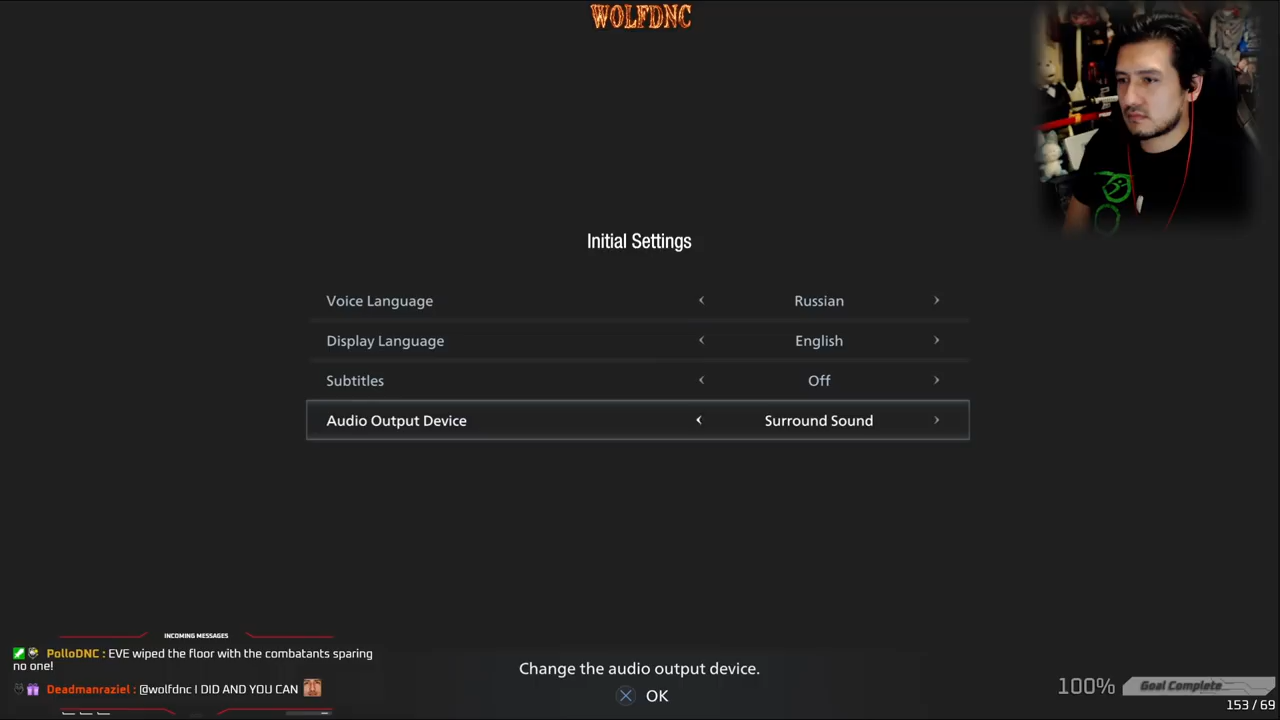 WOLFDNC
Initial Settings
Voice Language Russian
Display Language English
Subtitles Off
Audio Output Device Surround Sound
INCOMING MESSAGES
PolloDNC : EVE wiped the floor with the combatants sparing
no one!
Deadmanraziel : @wolfdnc I DID AND YOU CAN
Change the audio output device.
OK
100% Goal Complete
153 / 69